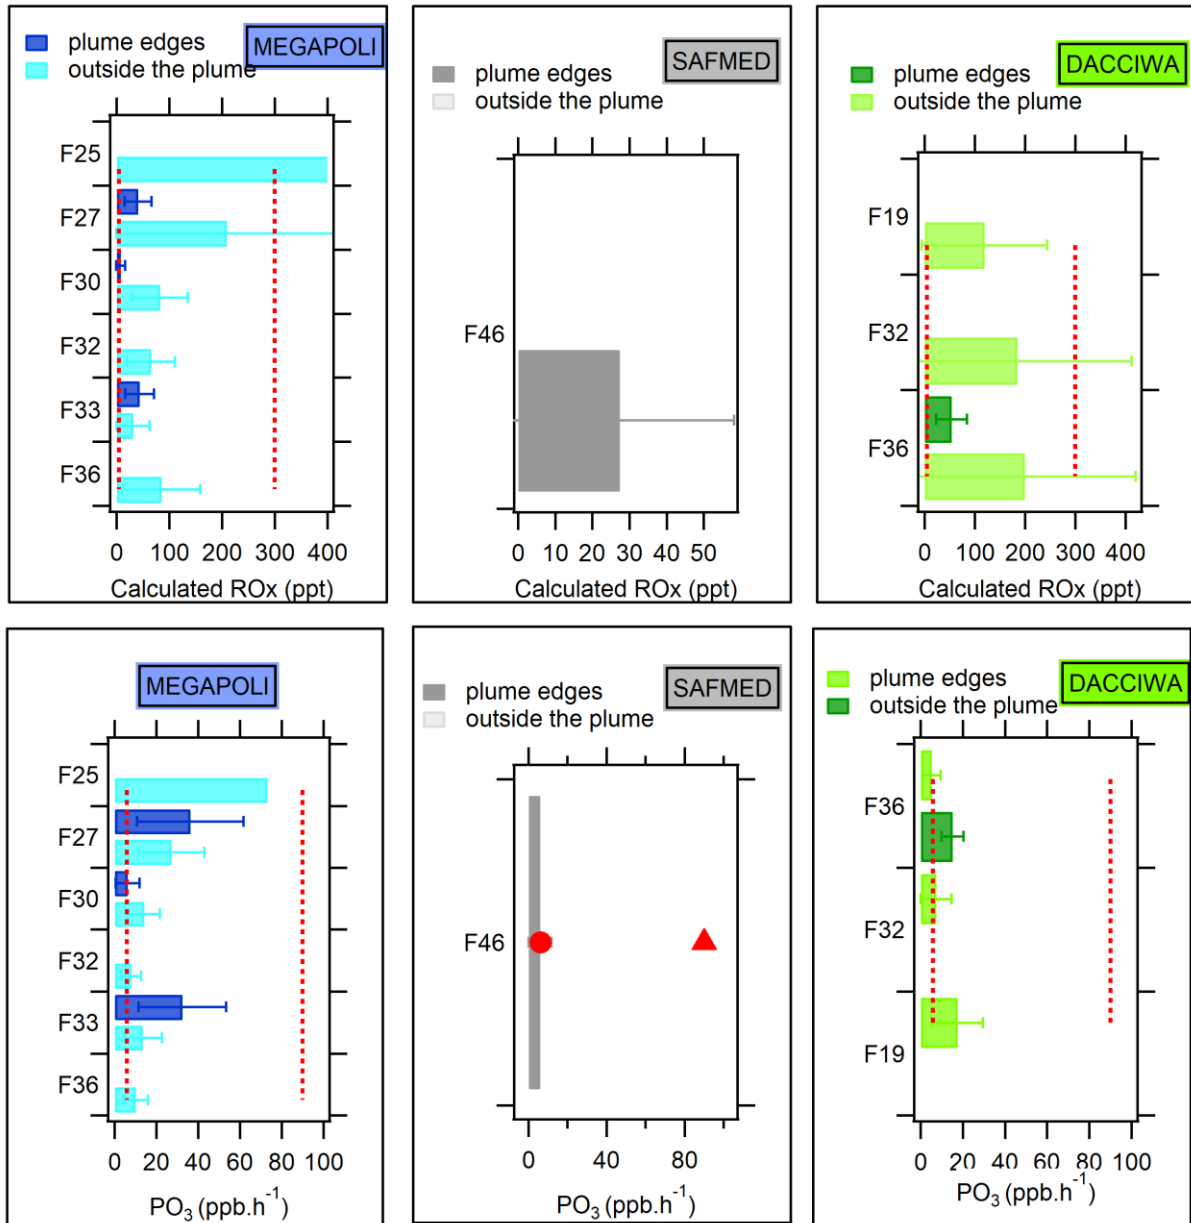 plume edges
MEGAPOLI
outside the plume
F25
F27
F30
F32
F33
F36
0 100 200 300 400
Calculated ROx (ppt)
SAFMED
plume edges
outside the plume
F46
0 10 20 30 40 50
Calculated ROx (ppt)
DACCIWA
plume edges
outside the plume
F19
F32
F36
0 100 200 300 400
Calculated ROx (ppt)
MEGAPOLI
F25
F27
F30
F32
F33
F36
0 20 40 60 80 100
PO3 (ppb.h-1)
SAFMED
plume edges
outside the plume
F46
0 40 80
PO3 (ppb.h-1)
DACCIWA
plume edges
outside the plume
F36
F32
F19
0 20 40 60 80 100
PO3 (ppb.h-1)